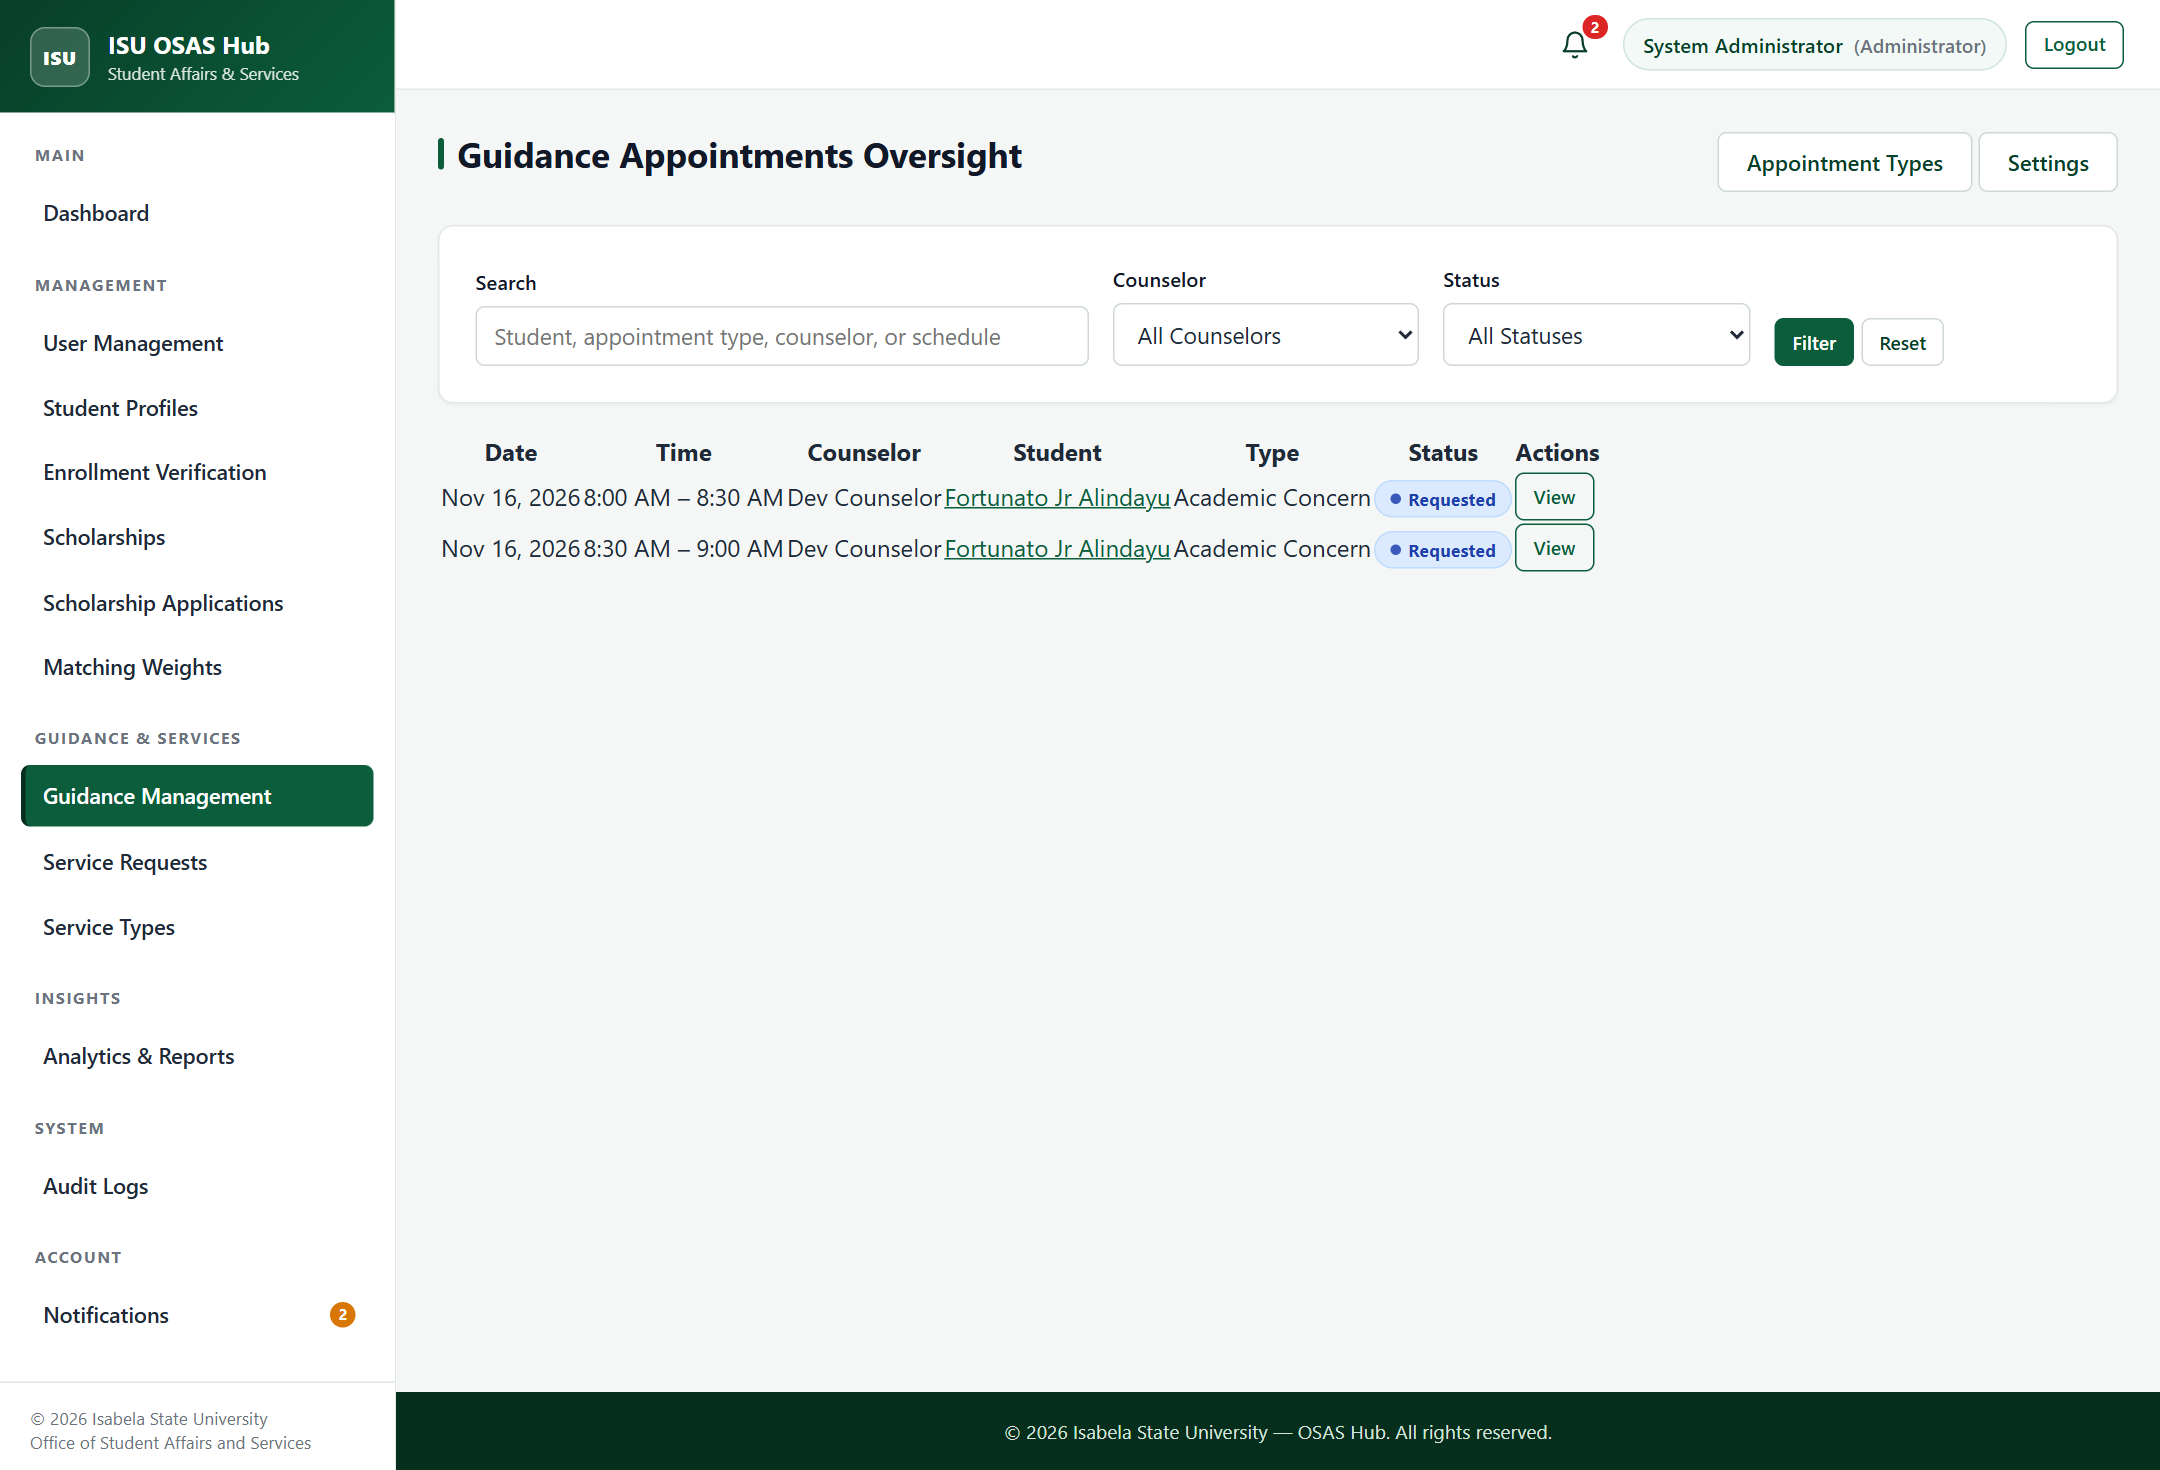 ISU
ISU OSAS Hub
Student Affairs & Services
2
System Administrator (Administrator)
Logout
MAIN
Dashboard
MANAGEMENT
User Management
Student Profiles
Enrollment Verification
Scholarships
Scholarship Applications
Matching Weights
GUIDANCE & SERVICES
Guidance Management
Service Requests
Service Types
INSIGHTS
Analytics & Reports
SYSTEM
Audit Logs
ACCOUNT
Notifications 2
© 2026 Isabela State University
Office of Student Affairs and Services
Guidance Appointments Oversight
Appointment Types
Settings
Search
Student, appointment type, counselor, or schedule
Counselor
All Counselors
Status
All Statuses
Filter
Reset
Date Time Counselor Student Type Status Actions
Nov 16, 2026 8:00 AM – 8:30 AM Dev Counselor Fortunato Jr Alindayu Academic Concern Requested View
Nov 16, 2026 8:30 AM – 9:00 AM Dev Counselor Fortunato Jr Alindayu Academic Concern Requested View
© 2026 Isabela State University — OSAS Hub. All rights reserved.